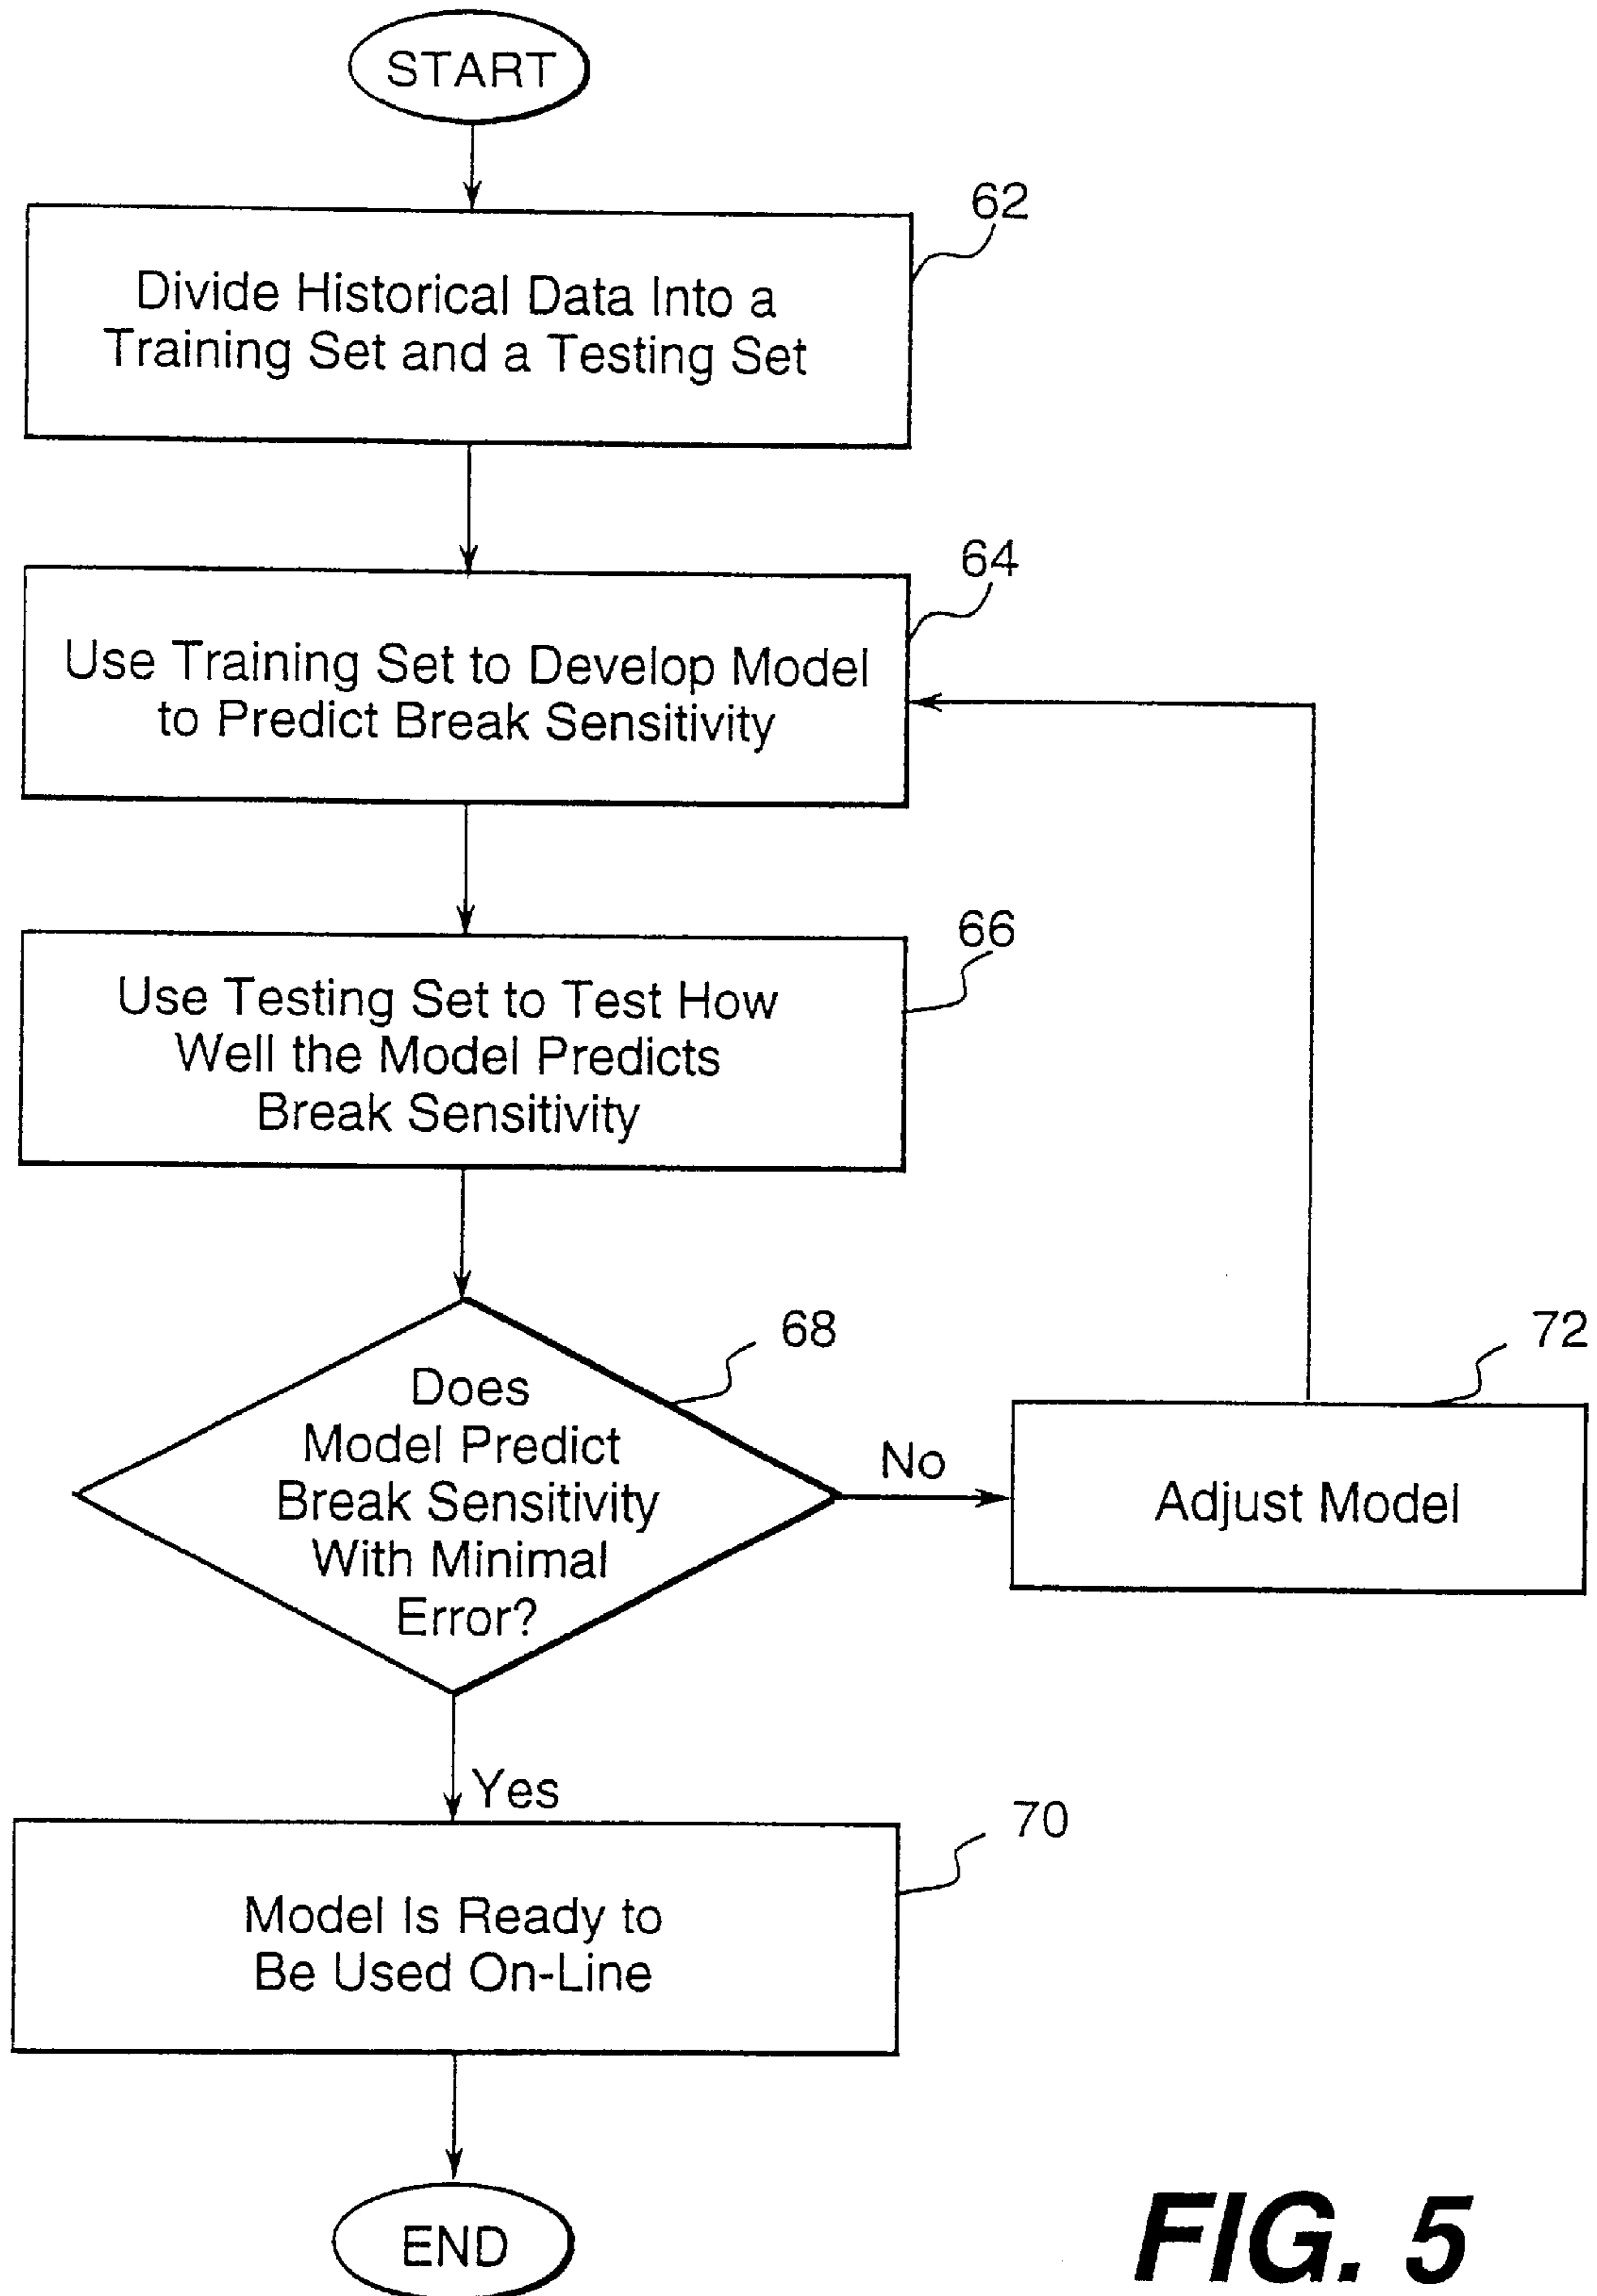 START
62
Divide Historical Data Into a
Training Set and a Testing Set
64
Use Training Set to Develop Model
to Predict Break Sensitivity
66
Use Testing Set to Test How
Well the Model Predicts
Break Sensitivity
68
Does
Model Predict
Break Sensitivity
With Minimal
Error?
No
72
Adjust Model
Yes
70
Model Is Ready to
Be Used On-Line
END
FIG. 5